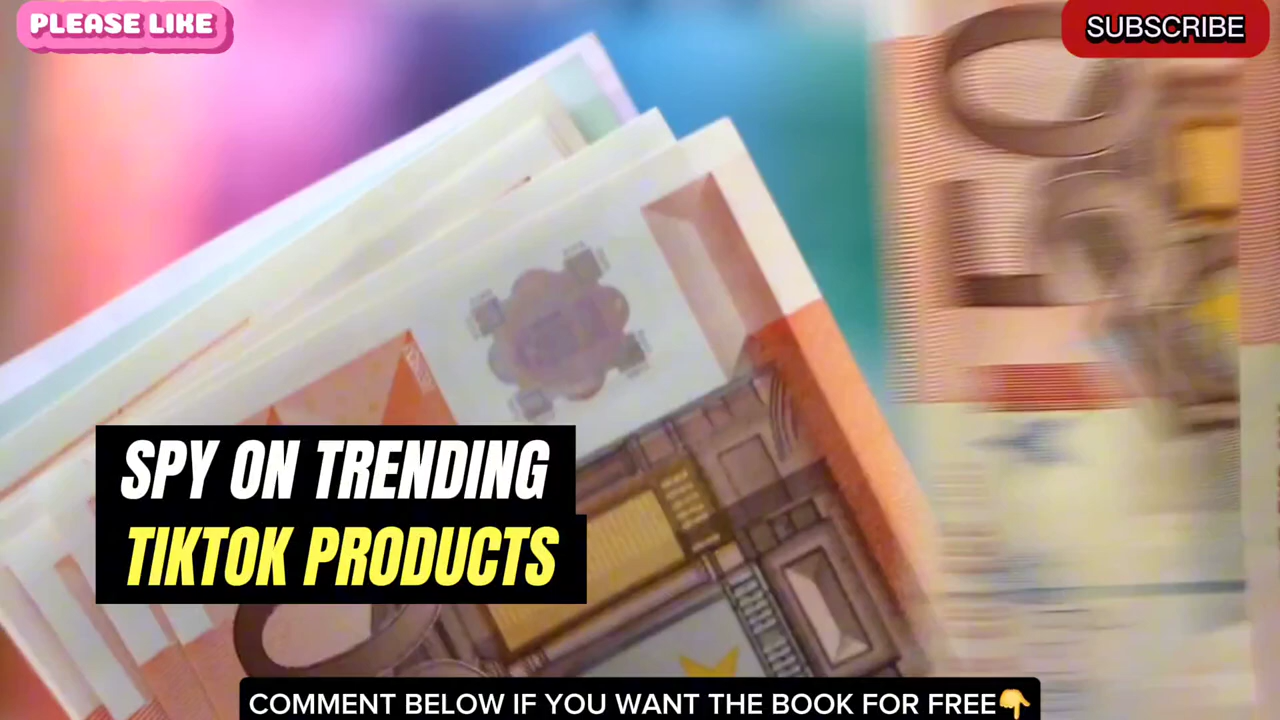 PLEASE LIKE
SUBSCRIBE
SPY ON TRENDING
TIKTOK PRODUCTS
COMMENT BELOW IF YOU WANT THE BOOK FOR FREE👇